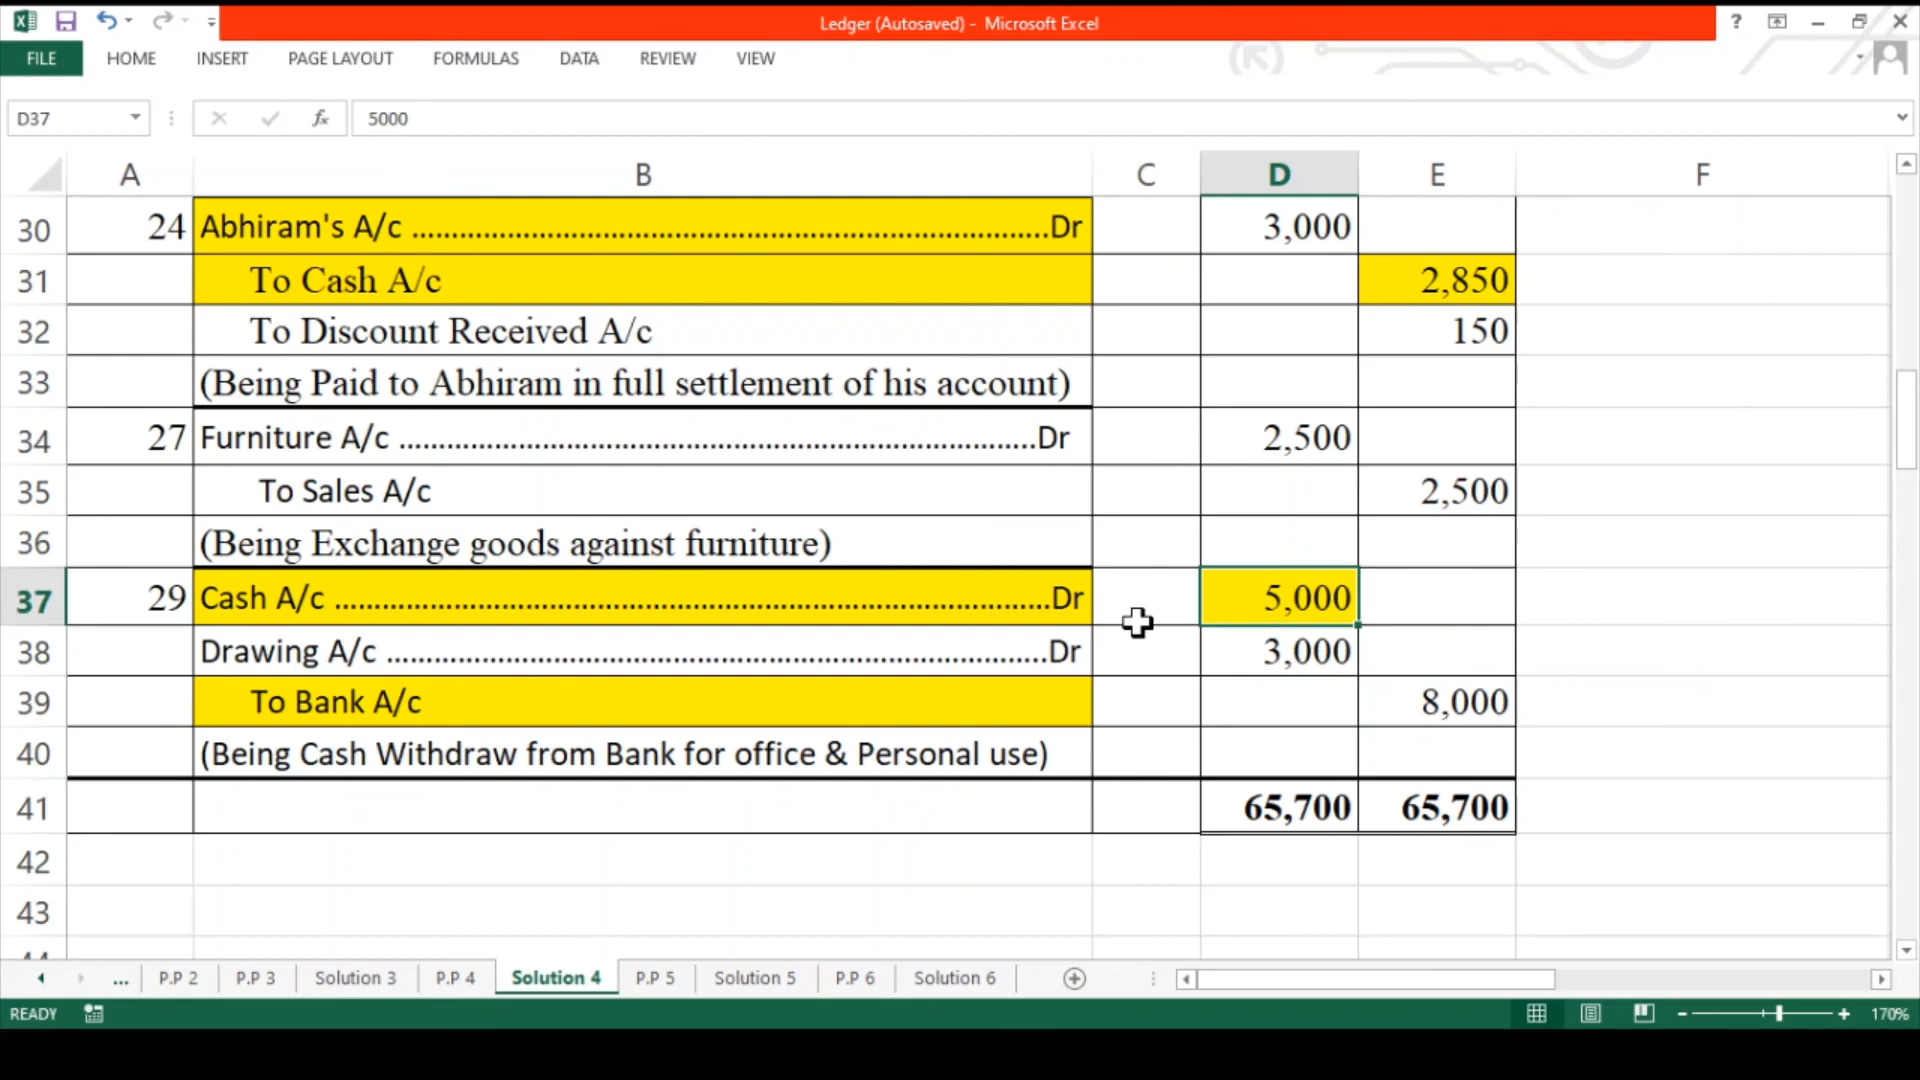 Ledger (Autosaved) - Microsoft Excel
?
FILE HOME INSERT PAGE LAYOUT FORMULAS DATA REVIEW VIEW
D37 fx 5000
A B C D E F
30 24 Abhiram's A/c ................................................................................Dr 3,000
31 To Cash A/c 2,850
32 To Discount Received A/c 150
33 (Being Paid to Abhiram in full settlement of his account)
34 27 Furniture A/c ................................................................................Dr 2,500
35 To Sales A/c 2,500
36 (Being Exchange goods against furniture)
37 29 Cash A/c ..........................................................................................Dr 5,000
38 Drawing A/c ...................................................................................Dr 3,000
39 To Bank A/c 8,000
40 (Being Cash Withdraw from Bank for office & Personal use)
41 65,700 65,700
42
43
44
... P.P 2 P.P 3 Solution 3 P.P 4 Solution 4 P.P 5 Solution 5 P.P 6 Solution 6
READY 170%